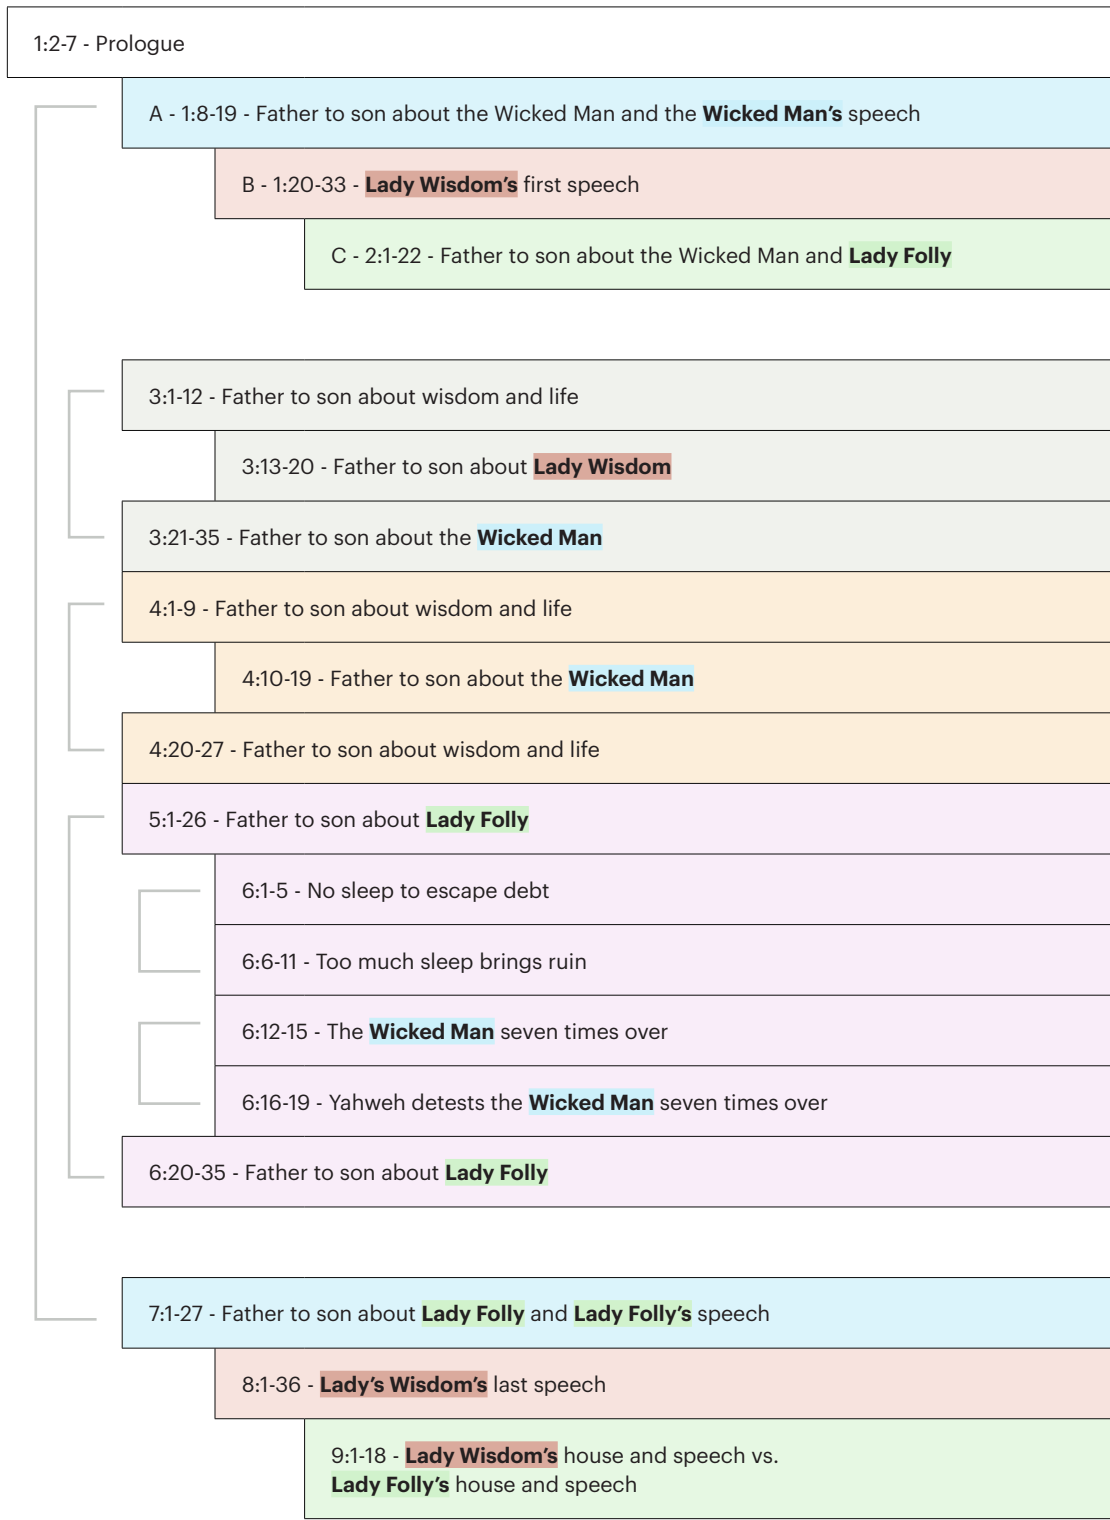 1:2-7 - Prologue
A - 1:8-19 - Father to son about the Wicked Man and the Wicked Man’s speech
B - 1:20-33 - Lady Wisdom’s first speech
C - 2:1-22 - Father to son about the Wicked Man and Lady Folly
3:1-12 - Father to son about wisdom and life
3:13-20 - Father to son about Lady Wisdom
3:21-35 - Father to son about the Wicked Man
4:1-9 - Father to son about wisdom and life
4:10-19 - Father to son about the Wicked Man
4:20-27 - Father to son about wisdom and life
5:1-26 - Father to son about Lady Folly
6:1-5 - No sleep to escape debt
6:6-11 - Too much sleep brings ruin
6:12-15 - The Wicked Man seven times over
6:16-19 - Yahweh detests the Wicked Man seven times over
6:20-35 - Father to son about Lady Folly
7:1-27 - Father to son about Lady Folly and Lady Folly’s speech
8:1-36 - Lady’s Wisdom’s last speech
9:1-18 - Lady Wisdom’s house and speech vs.
Lady Folly’s house and speech